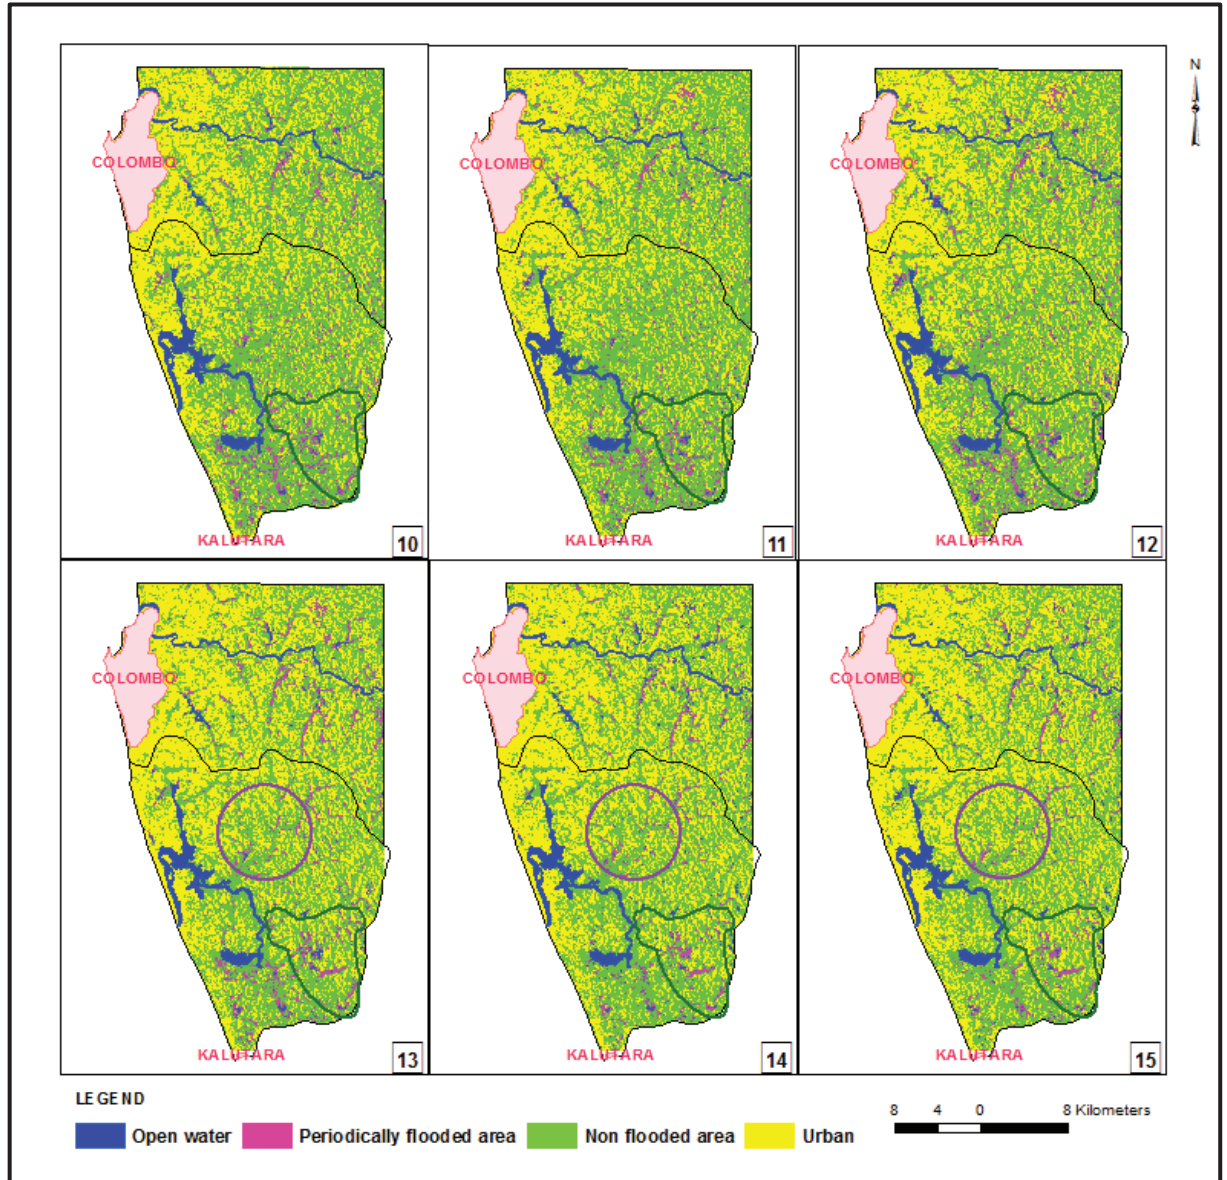 N
COLOMBO
COLOMBO
COLOMBO
KALUTARA
10
KALUTARA
11
KALUTARA
12
COLOMBO
COLOMBO
COLOMBO
KALUTARA
13
KALUTARA
14
KALUTARA
15
LEGEND
Open water
Periodically flooded area
Non flooded area
Urban
8 4 0 8 Kilometers